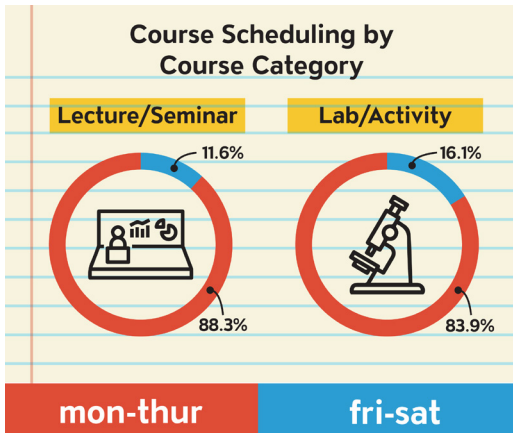 Course Scheduling by
Course Category
Lecture/Seminar
Lab/Activity
11.6%
16.1%
88.3%
83.9%
mon-thur
fri-sat